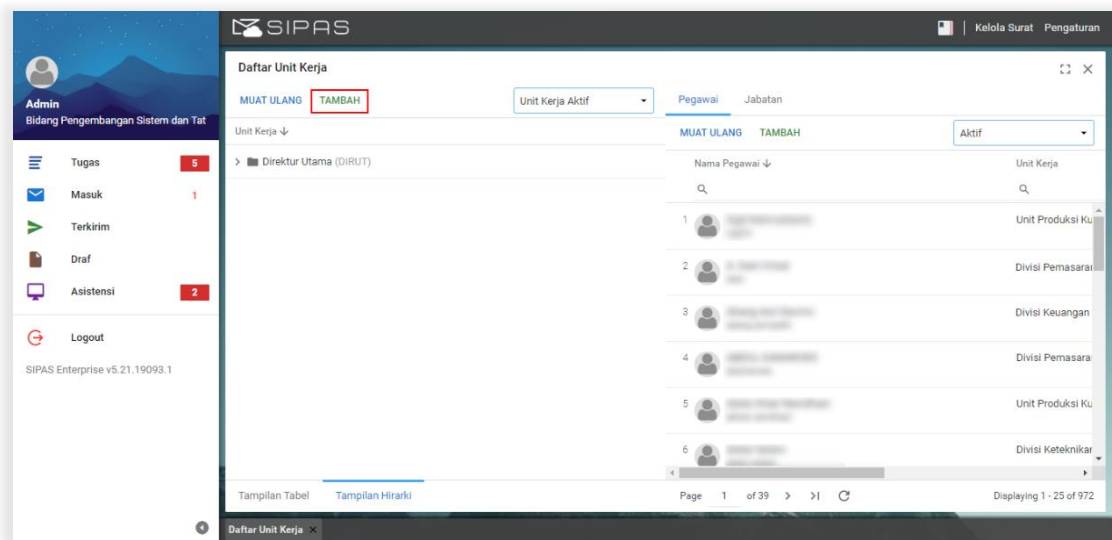 SIPAS
Kelola Surat Pengaturan
Admin
Bidang Pengembangan Sistem dan Tat
Tugas 5
Masuk 1
Terkirim
Draf
Asistensi 2
Logout
SIPAS Enterprise v5.21.19093.1
Daftar Unit Kerja
MUAT ULANG TAMBAH Unit Kerja Aktif
Unit Kerja
Direktur Utama (DIRUT)
Tampilan Tabel Tampilan Hirarki
Pegawai Jabatan
MUAT ULANG TAMBAH Aktif
Nama Pegawai Unit Kerja
1 Unit Produksi Ku
2 Divisi Pemasara
3 Divisi Keuangan
4 Divisi Pemasara
5 Unit Produksi Ku
6 Divisi Keteknikan
Page 1 of 39 Displaying 1 - 25 of 972
Daftar Unit Kerja